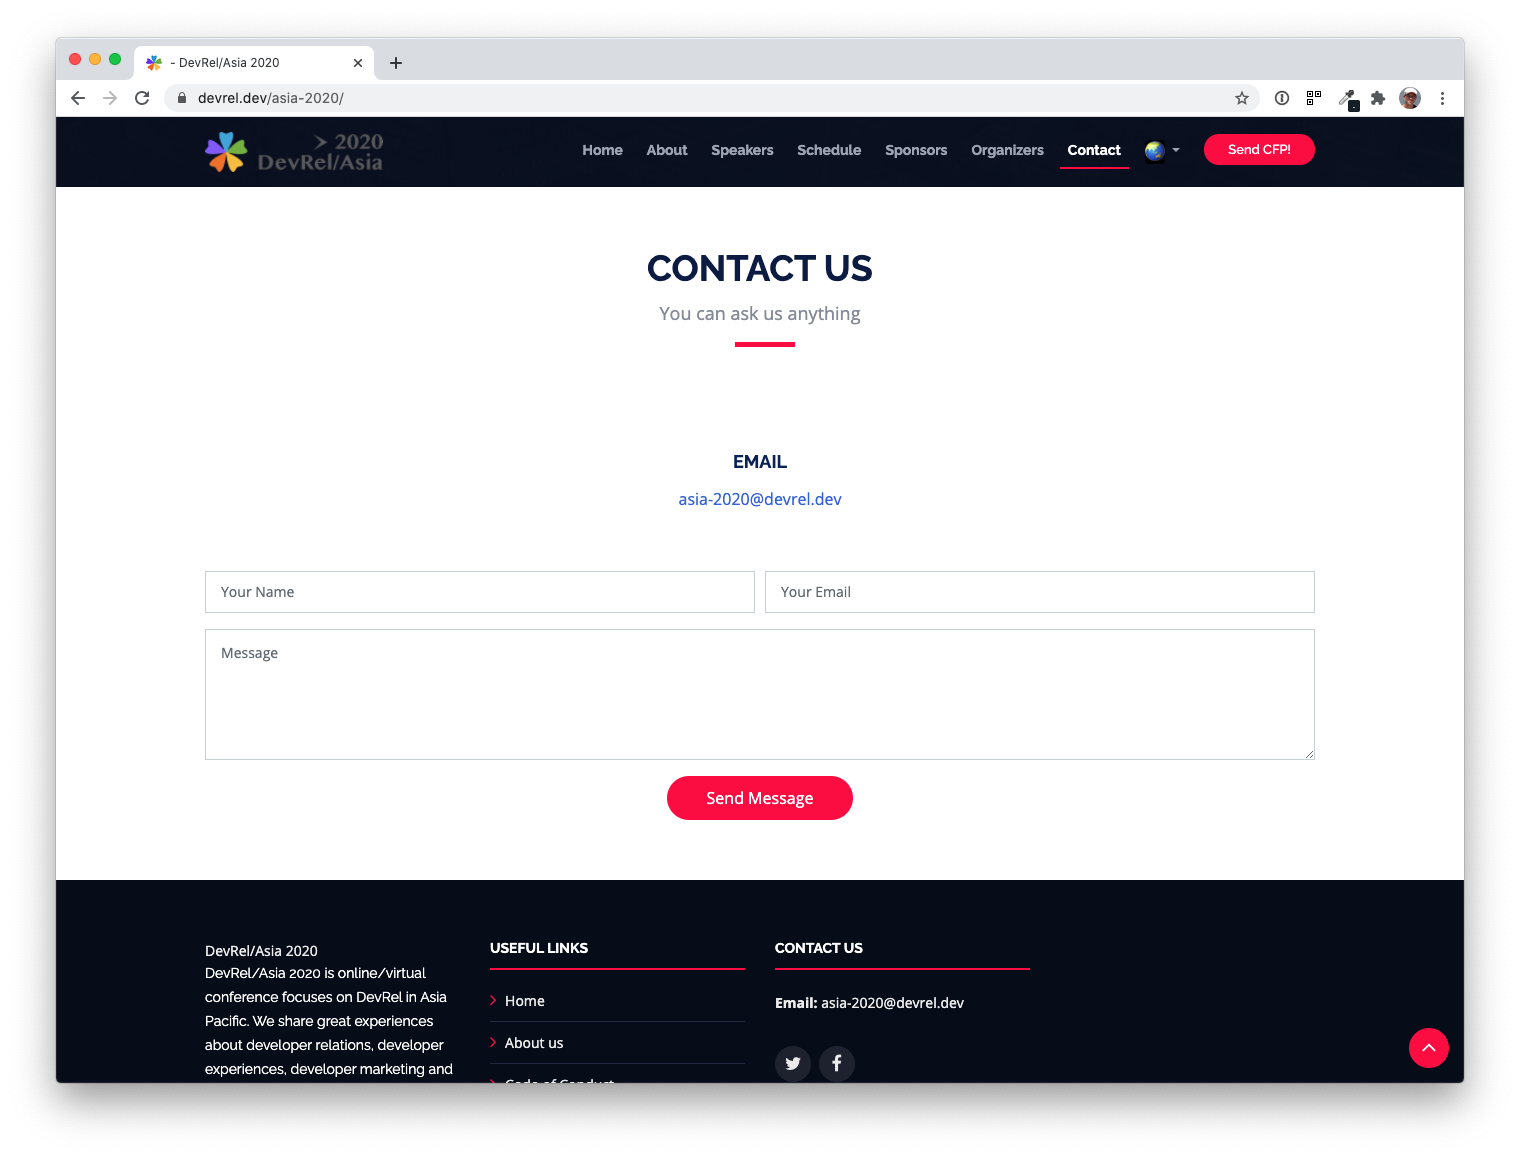 - DevRel/Asia 2020
devrel.dev/asia-2020/
> 2020
DevRel/Asia
Home
About
Speakers
Schedule
Sponsors
Organizers
Contact
Send CFP!
CONTACT US
You can ask us anything
EMAIL
asia-2020@devrel.dev
Your Name
Your Email
Message
Send Message
DevRel/Asia 2020
DevRel/Asia 2020 is online/virtual
conference focuses on DevRel in Asia
Pacific. We share great experiences
about developer relations, developer
experiences, developer marketing and
USEFUL LINKS
Home
About us
Code of Conduct
CONTACT US
Email: asia-2020@devrel.dev